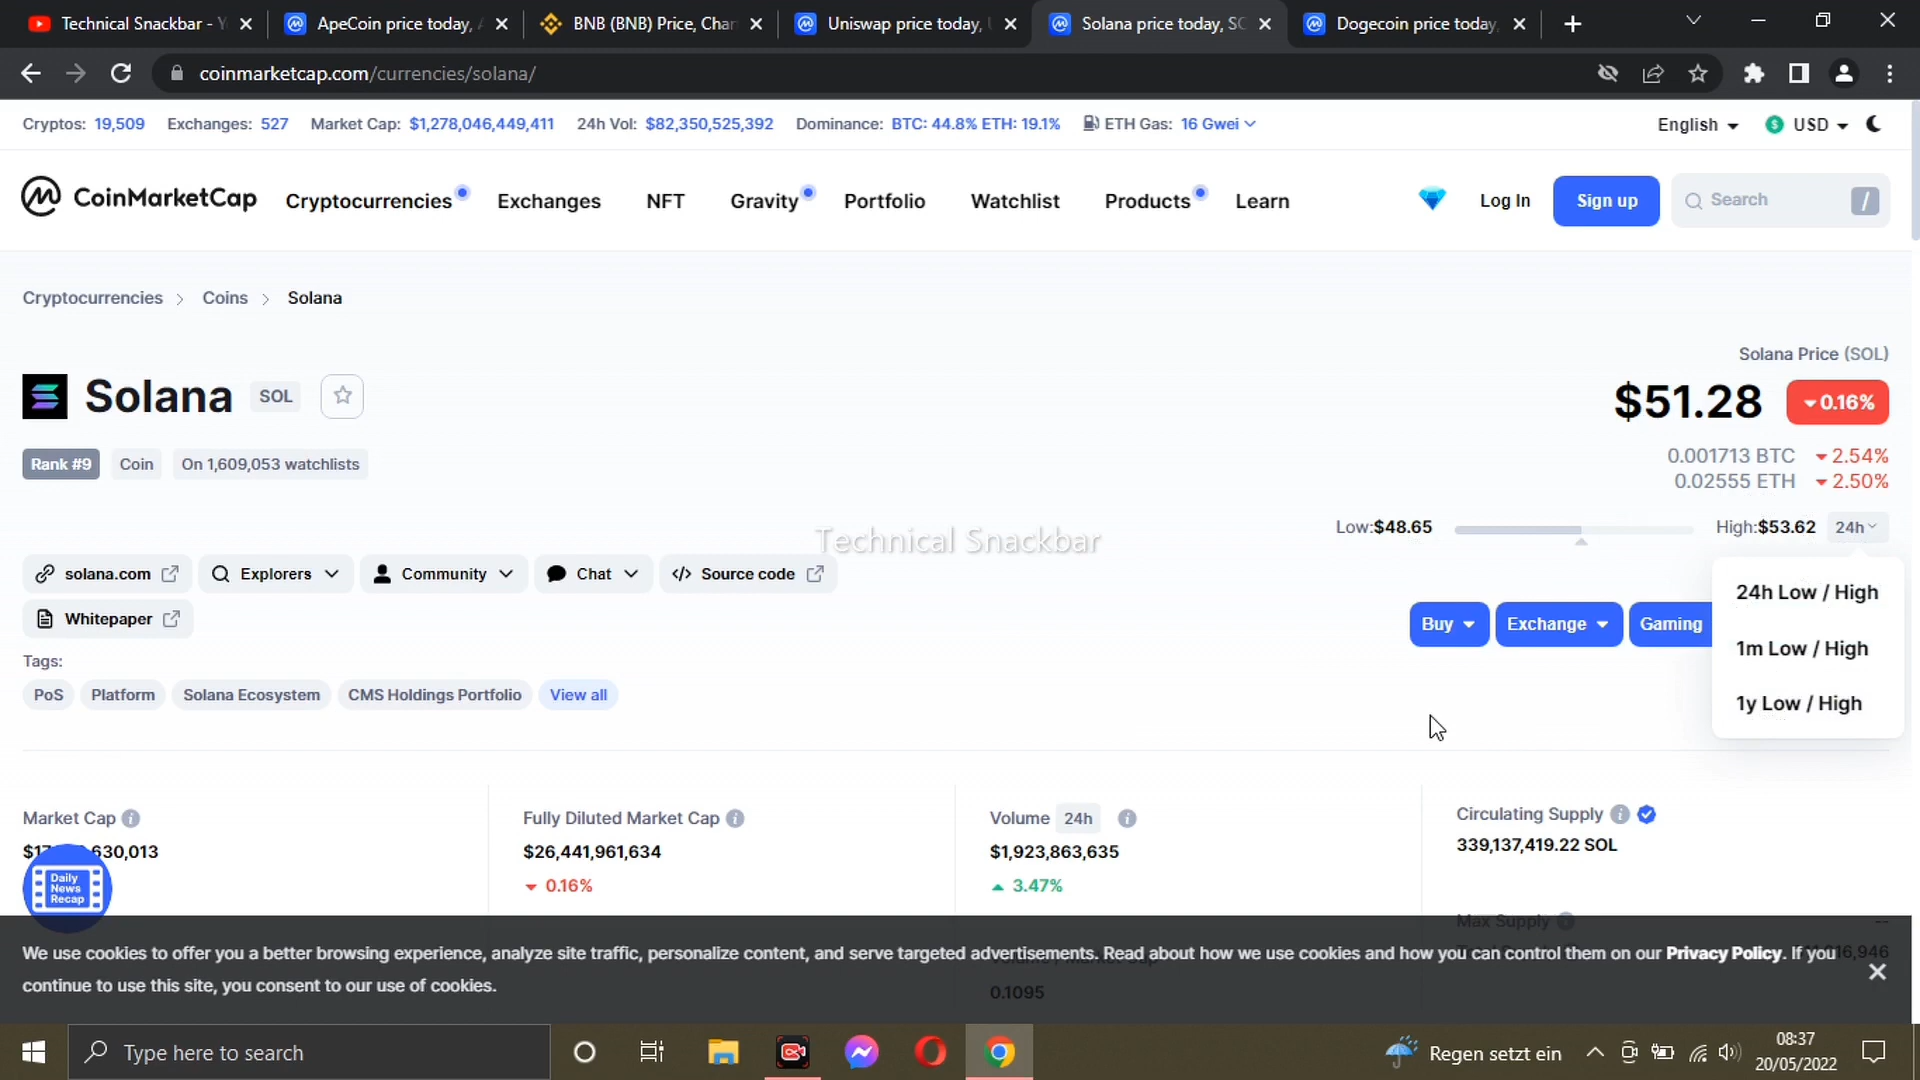 Technical Snackbar - Y
ApeCoin price today, A
BNB (BNB) Price, Char
Uniswap price today, U
Solana price today, SO
Dogecoin price today,
coinmarketcap.com/currencies/solana/
Cryptos: 19,509 Exchanges: 527 Market Cap: $1,278,046,449,411 24h Vol: $82,350,525,392 Dominance: BTC: 44.8% ETH: 19.1% ETH Gas: 16 Gwei
English USD
CoinMarketCap Cryptocurrencies Exchanges NFT Gravity Portfolio Watchlist Products Learn Log In Sign up Search /
Cryptocurrencies > Coins > Solana
Solana Price (SOL)
Solana SOL
$51.28 0.16%
Rank #9 Coin On 1,609,053 watchlists
0.001713 BTC 2.54%
0.02555 ETH 2.50%
Low:$48.65 High:$53.62 24h
Technical Snackbar
solana.com Explorers Community Chat Source code
Whitepaper
24h Low / High
1m Low / High
1y Low / High
Buy Exchange Gaming
Tags:
PoS Platform Solana Ecosystem CMS Holdings Portfolio View all
Market Cap
630,013
Fully Diluted Market Cap
$26,441,961,634
0.16%
Volume 24h
$1,923,863,635
3.47%
Circulating Supply
339,137,419.22 SOL
Max Supply --
Daily
News
Recap
We use cookies to offer you a better browsing experience, analyze site traffic, personalize content, and serve targeted advertisements. Read about how we use cookies and how you can control them on our Privacy Policy. If you
continue to use this site, you consent to our use of cookies.
0.1095
Type here to search
Regen setzt ein
08:37
20/05/2022